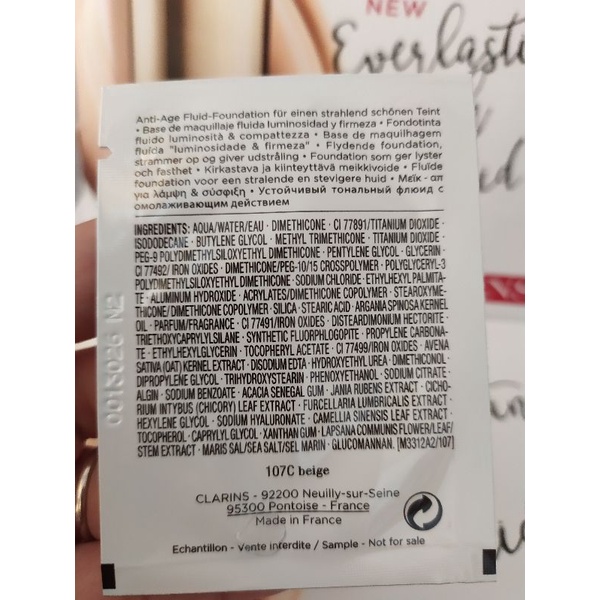 NEW
Everlasti
Anti-Age Fluid-Foundation für einen strahlend schönen Teint
• Base de maquillaje fluida luminosidad y firmeza • Fondotinta
fluido luminosità & compattezza • Base de maquilhagem
fluida "luminosidade & firmeza" • Flydende foundation,
strammer op og giver udstråling • Foundation som ger lyster
och fasthet • Kirkastava ja kiinteyttävä meikkivoide • Fluïde
foundation voor een stralende en stevigere huid • Μεϊκ - απ
για λάμψη & σύσφιξη • Устойчивый тональный флюид с
омолаживающим действием
INGREDIENTS: AQUA/WATER/EAU · DIMETHICONE · CI 77891/TITANIUM DIOXIDE ·
ISODODECANE · BUTYLENE GLYCOL · METHYL TRIMETHICONE · TITANIUM DIOXIDE ·
PEG-9 POLYDIMETHYLSILOXYETHYL DIMETHICONE · PENTYLENE GLYCOL · GLYCERIN ·
CI 77492/ IRON OXIDES · DIMETHICONE/PEG-10/15 CROSSPOLYMER · POLYGLYCERYL-3
POLYDIMETHYLSILOXYETHYL DIMETHICONE · SODIUM CHLORIDE · ETHYLHEXYL PALMITA-
TE · ALUMINUM HYDROXIDE · ACRYLATES/DIMETHICONE COPOLYMER · STEAROXYME-
THICONE/DIMETHICONE COPOLYMER · SILICA · STEARIC ACID · ARGANIA SPINOSA KERNEL
OIL · PARFUM/FRAGRANCE · CI 77491/IRON OXIDES · DISTEARDIMONIUM HECTORITE ·
TRIETHOXYCAPRYLYLSILANE · SYNTHETIC FLUORPHLOGOPITE · PROPYLENE CARBONA-
TE · ETHYLHEXYLGLYCERIN · TOCOPHERYL ACETATE · CI 77499/IRON OXIDES · AVENA
SATIVA (OAT) KERNEL EXTRACT · DISODIUM EDTA · HYDROXYETHYL UREA · DIMETHICONOL ·
DIPROPYLENE GLYCOL · TRIHYDROXYSTEARIN · PHENOXYETHANOL · SODIUM CITRATE ·
ALGIN · SODIUM BENZOATE · ACACIA SENEGAL GUM · JANIA RUBENS EXTRACT · CICHO-
RIUM INTYBUS (CHICORY) LEAF EXTRACT · FURCELLARIA LUMBRICALIS EXTRACT ·
HEXYLENE GLYCOL · SODIUM HYALURONATE · CAMELLIA SINENSIS LEAF EXTRACT ·
TOCOPHEROL · CAPRYLYL GLYCOL · XANTHAN GUM · LAPSANA COMMUNIS FLOWER/LEAF/
STEM EXTRACT · MARIS SAL/SEA SALT/SEL MARIN · GLUCOMANNAN. [M3312A2/107]
107C beige
CLARINS - 92200 Neuilly-sur-Seine
95300 Pontoise - France
Made in France
Echantillon - Vente interdite / Sample - Not for sale